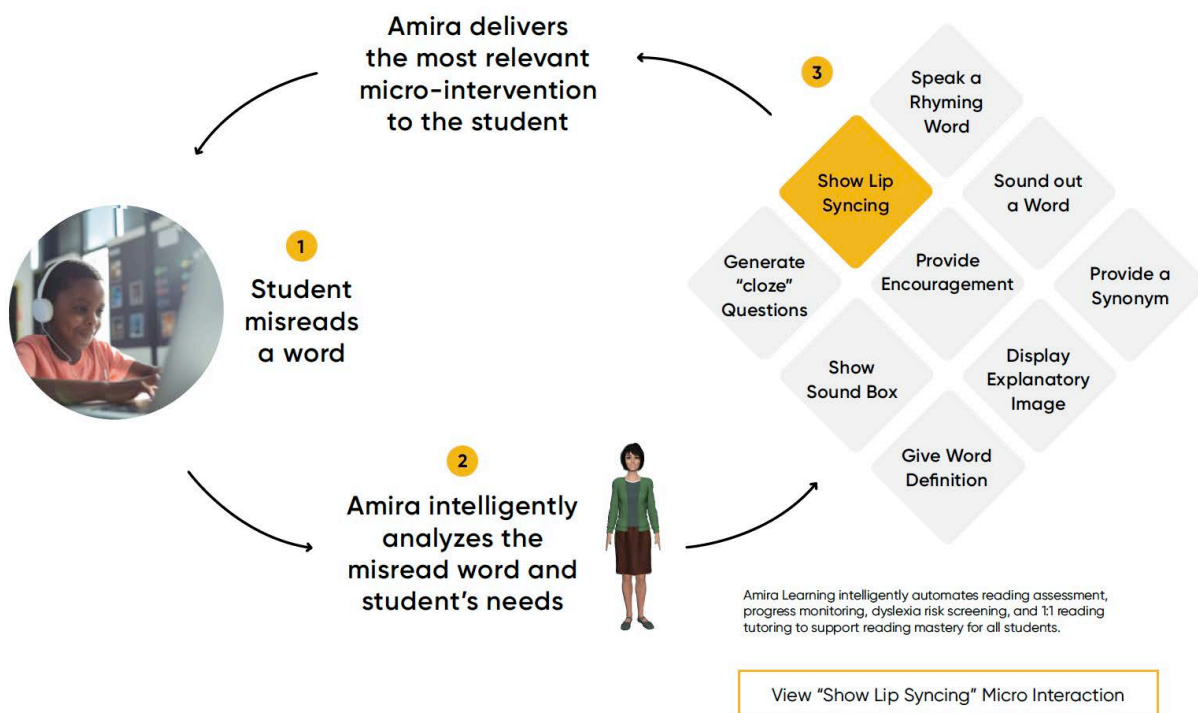 Amira delivers
the most relevant
micro-intervention
to the student
1
Student
misreads
a word
2
Amira intelligently
analyzes the
misread word and
student's needs
3
Speak a
Rhyming
Word
Show Lip
Syncing
Sound out
a Word
Generate
“cloze”
Questions
Provide
Encouragement
Provide a
Synonym
Show
Sound Box
Display
Explanatory
Image
Give Word
Definition
Amira Learning intelligently automates reading assessment,
progress monitoring, dyslexia risk screening, and 1:1 reading
tutoring to support reading mastery for all students.
View “Show Lip Syncing” Micro Interaction